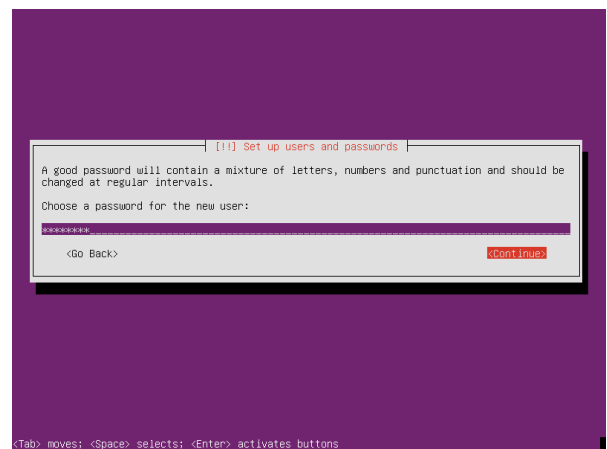 [!!] Set up users and passwords
A good password will contain a mixture of letters, numbers and punctuation and should be
changed at regular intervals.
Choose a password for the new user:
********
<Go Back> <Continue>
<Tab> moves; <Space> selects; <Enter> activates buttons